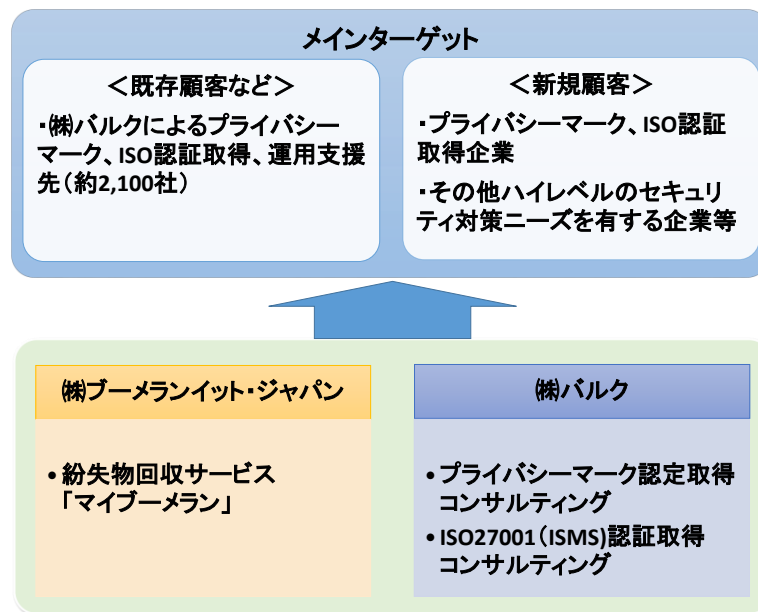 メインターゲット
＜既存顧客など＞
・㈱バルクによるプライバシー
マーク、ISO認証取得、運用支援
先（約2,100社）
＜新規顧客＞
・プライバシーマーク、ISO認証
取得企業
・その他ハイレベルのセキュリ
ティ対策ニーズを有する企業等
㈱ブーメランイット・ジャパン
• 紛失物回収サービス
「マイブーメラン」
㈱バルク
• プライバシーマーク認定取得
コンサルティング
• ISO27001（ISMS)認証取得
コンサルティング